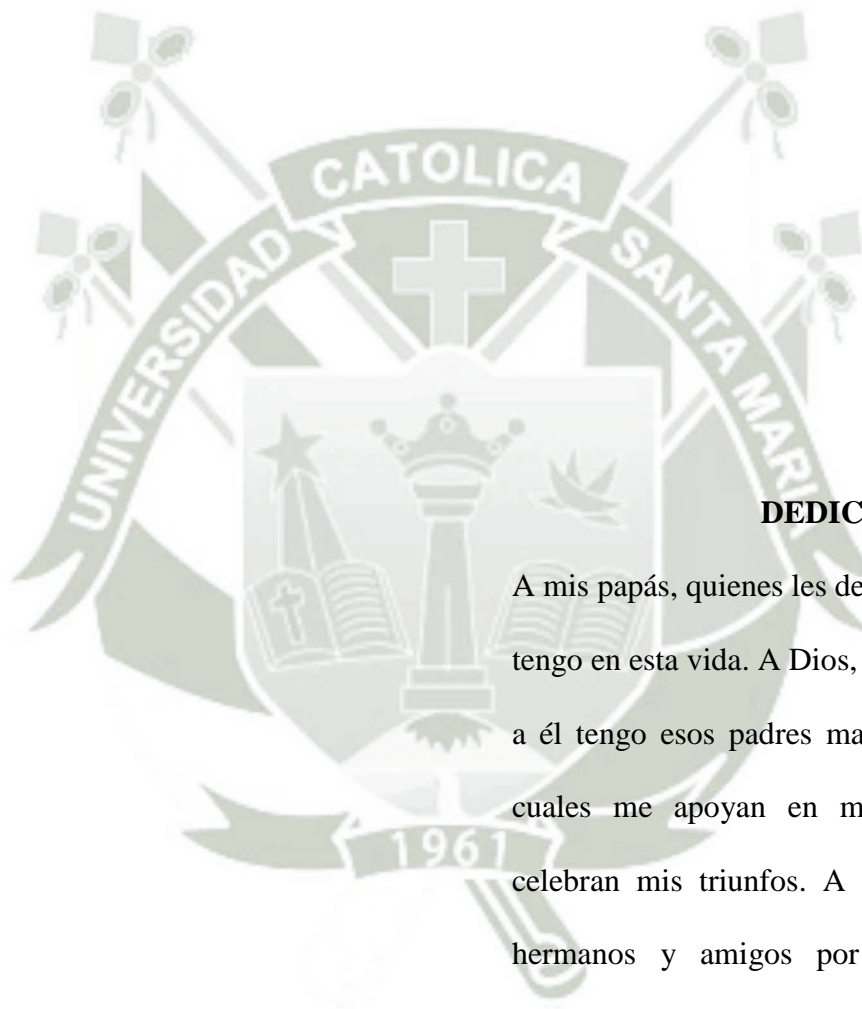 CATOLICA
UNIVERSIDAD
SANTA MARIA
DEDIC
A mis papás, quienes les de
tengo en esta vida. A Dios,
a él tengo esos padres ma
cuales me apoyan en m
celebran mis triunfos. A
hermanos y amigos por
1961